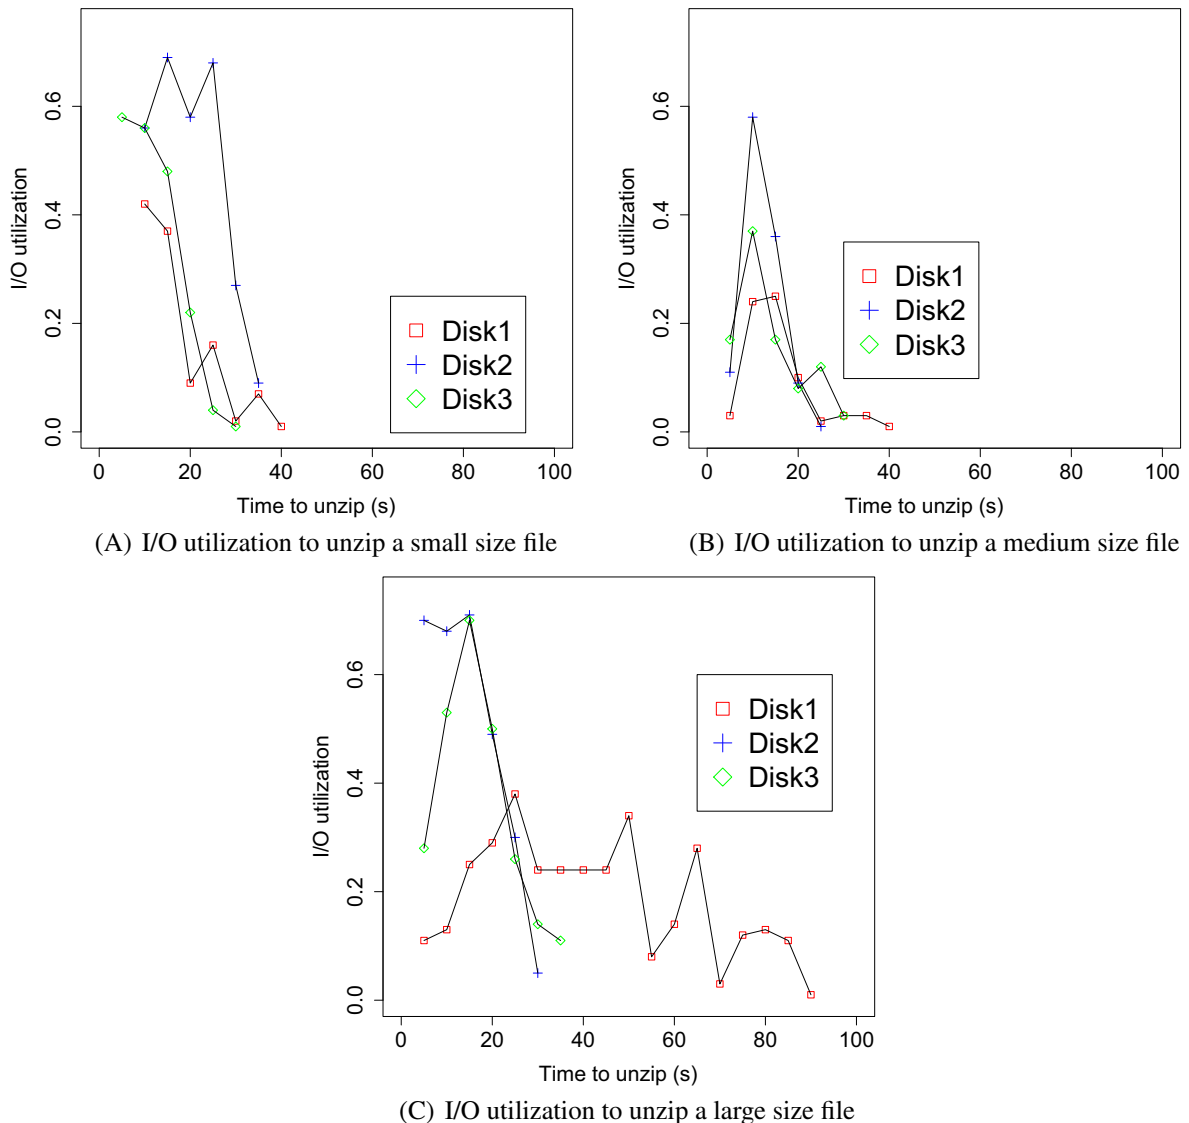 I/O utilization
0.6
0.4
0.2
0.0
Disk1
Disk2
Disk3
0 20 40 60 80 100
Time to unzip (s)
(A) I/O utilization to unzip a small size file
I/O utilization
0.6
0.4
0.2
0.0
Disk1
Disk2
Disk3
0 20 40 60 80 100
Time to unzip (s)
(B) I/O utilization to unzip a medium size file
I/O utilization
0.6
0.4
0.2
0.0
Disk1
Disk2
Disk3
0 20 40 60 80 100
Time to unzip (s)
(C) I/O utilization to unzip a large size file